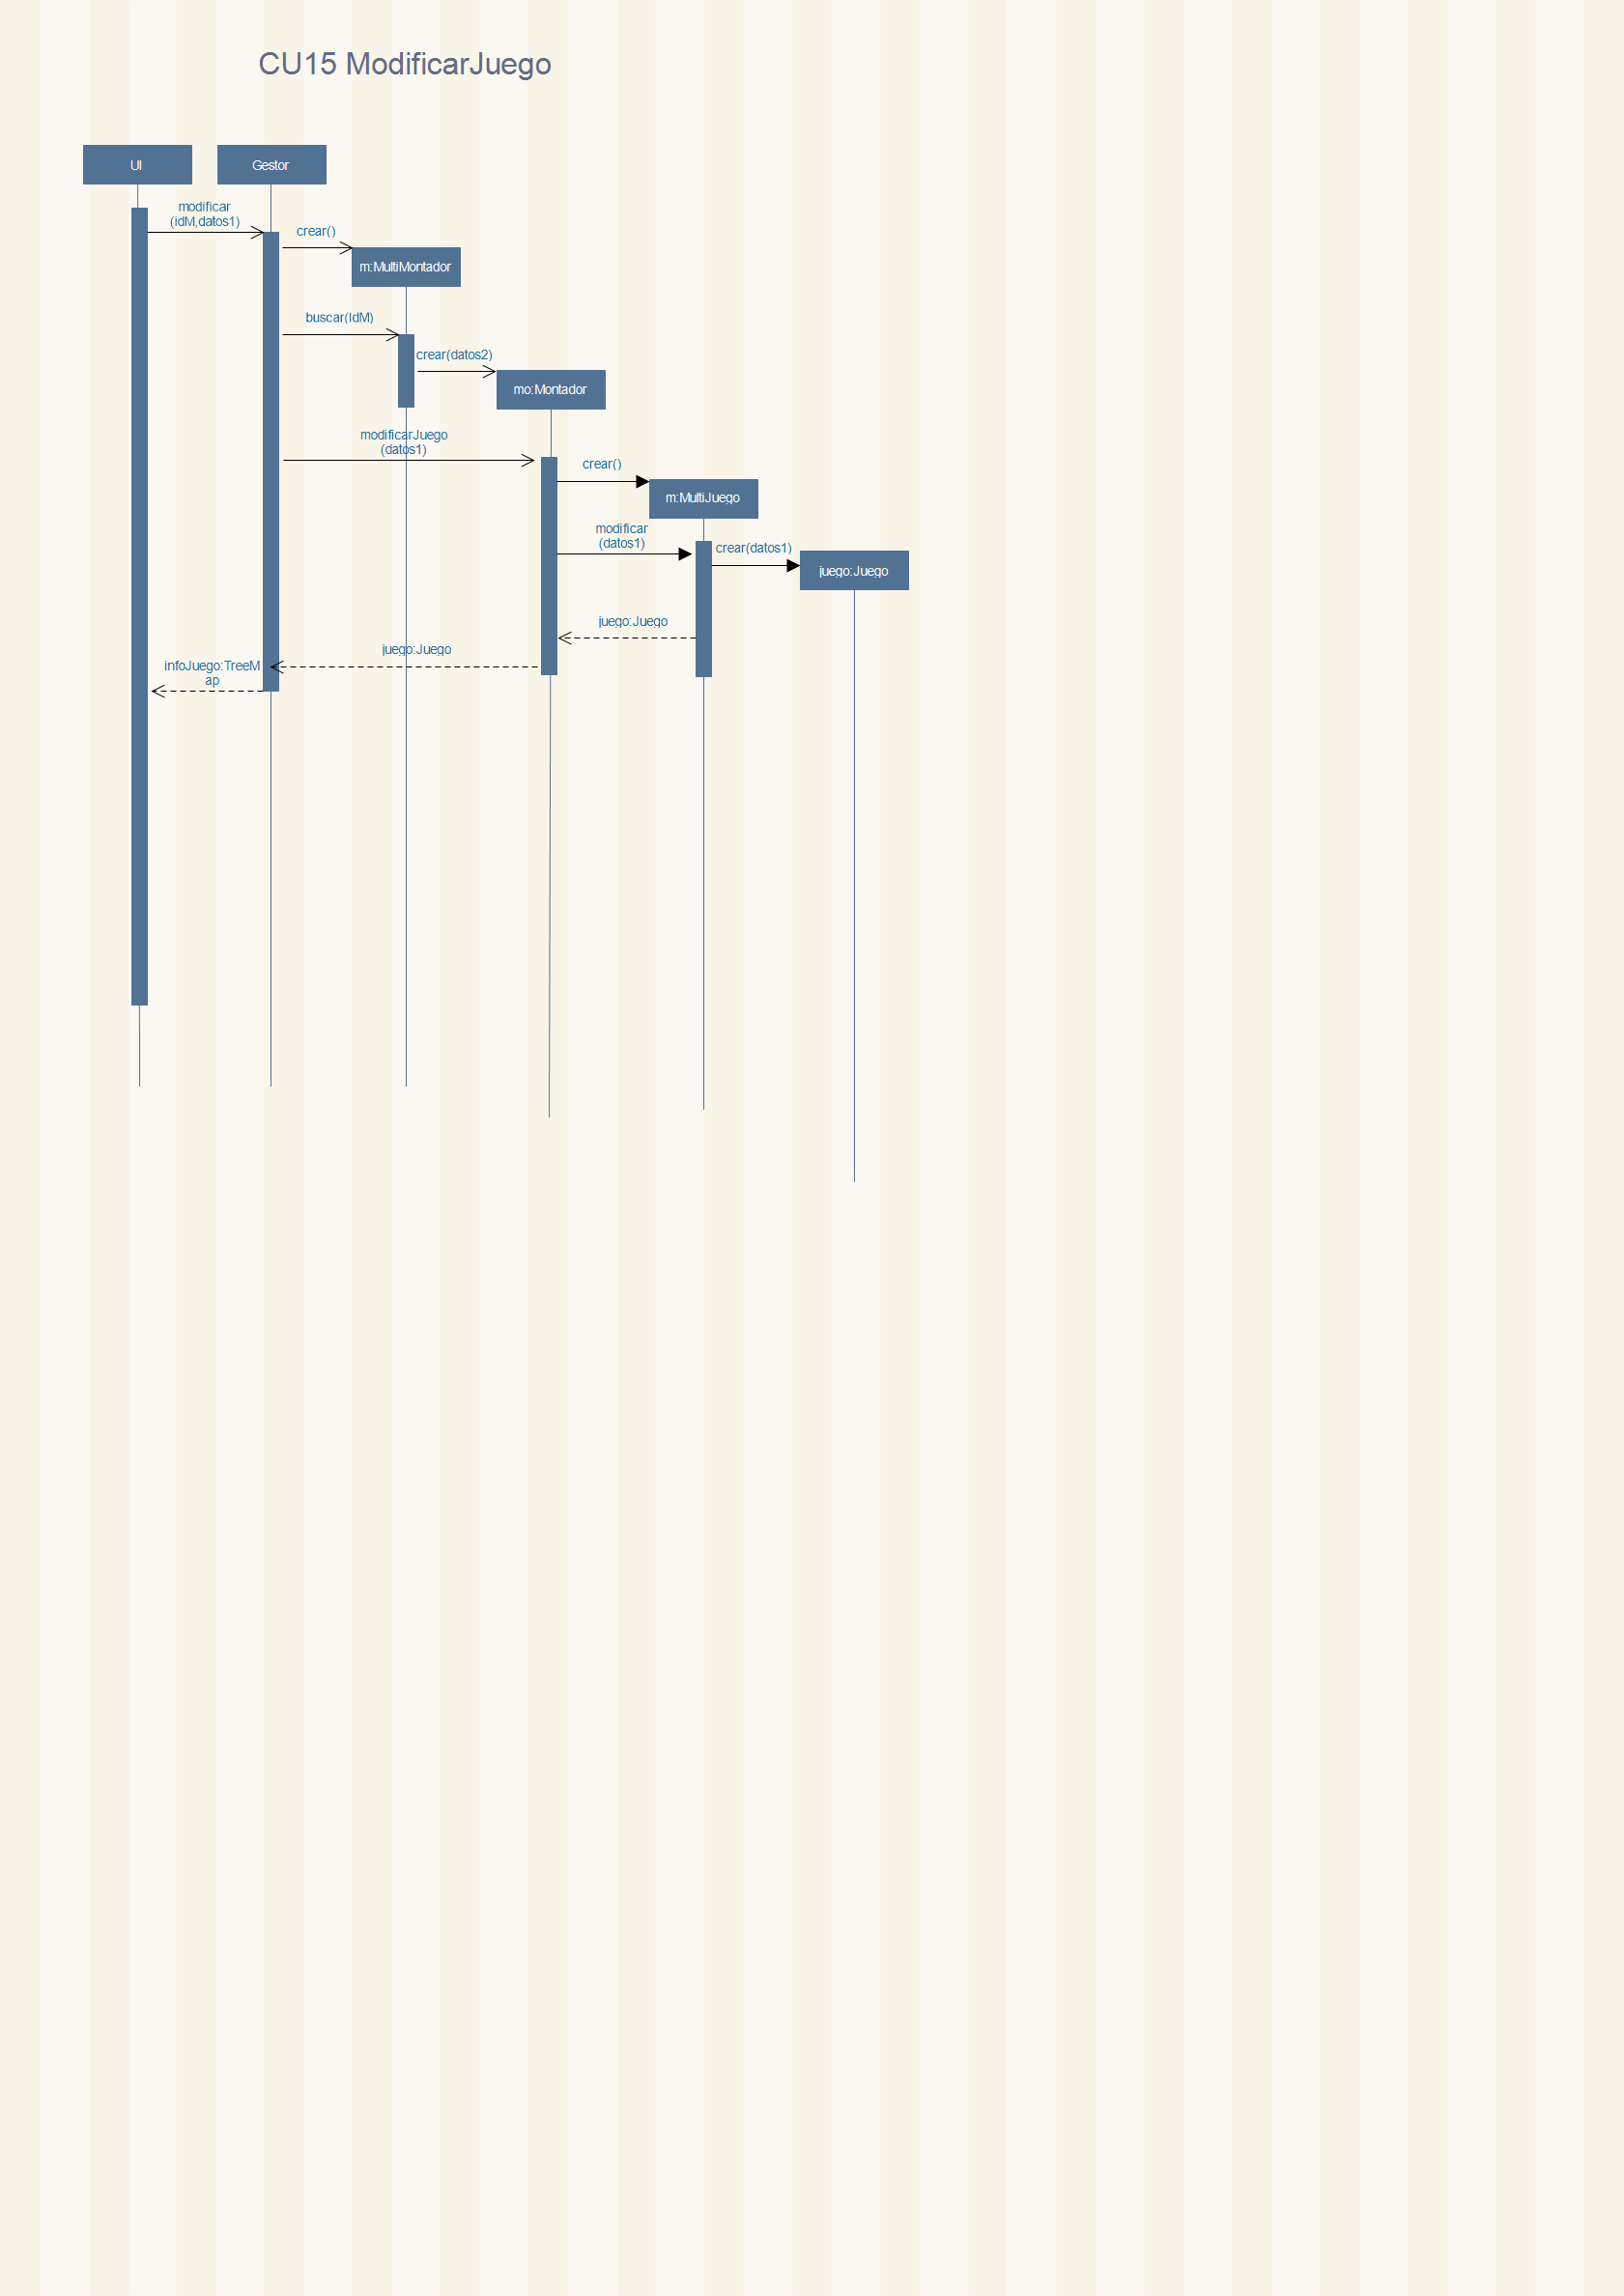 CU15 ModificarJuego
UI
Gestor
modificar
(idM,datos1)
crear()
m:MultiMontador
buscar(IdM)
crear(datos2)
mo:Montador
modificarJuego
(datos1)
crear()
m:MultiJuego
modificar
(datos1)
crear(datos1)
juego:Juego
juego:Juego
juego:Juego
infoJuego:TreeM
ap